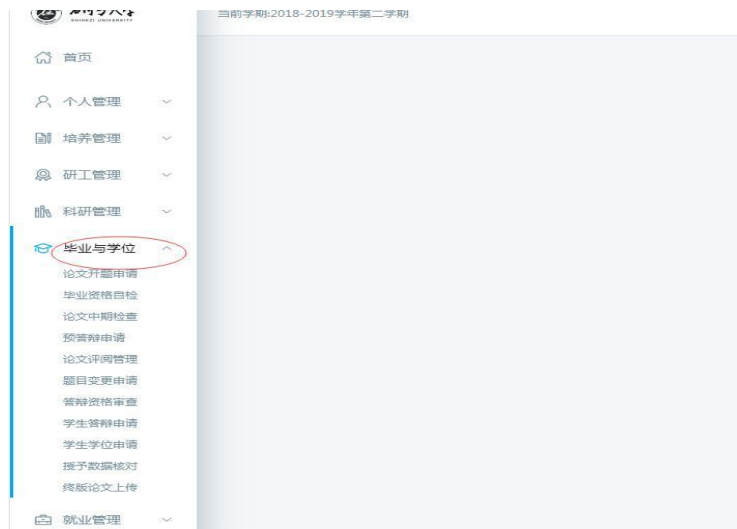 SHIHEZI UNIVERSITY
当前学期:2018-2019学年第二学期
首页
个人管理
培养管理
研工管理
科研管理
毕业与学位
论文开题申请
毕业资格自检
论文中期检查
预答辩申请
论文评阅管理
题目变更申请
答辩资格审查
学生答辩申请
学生学位申请
授予数据核对
终版论文上传
就业管理